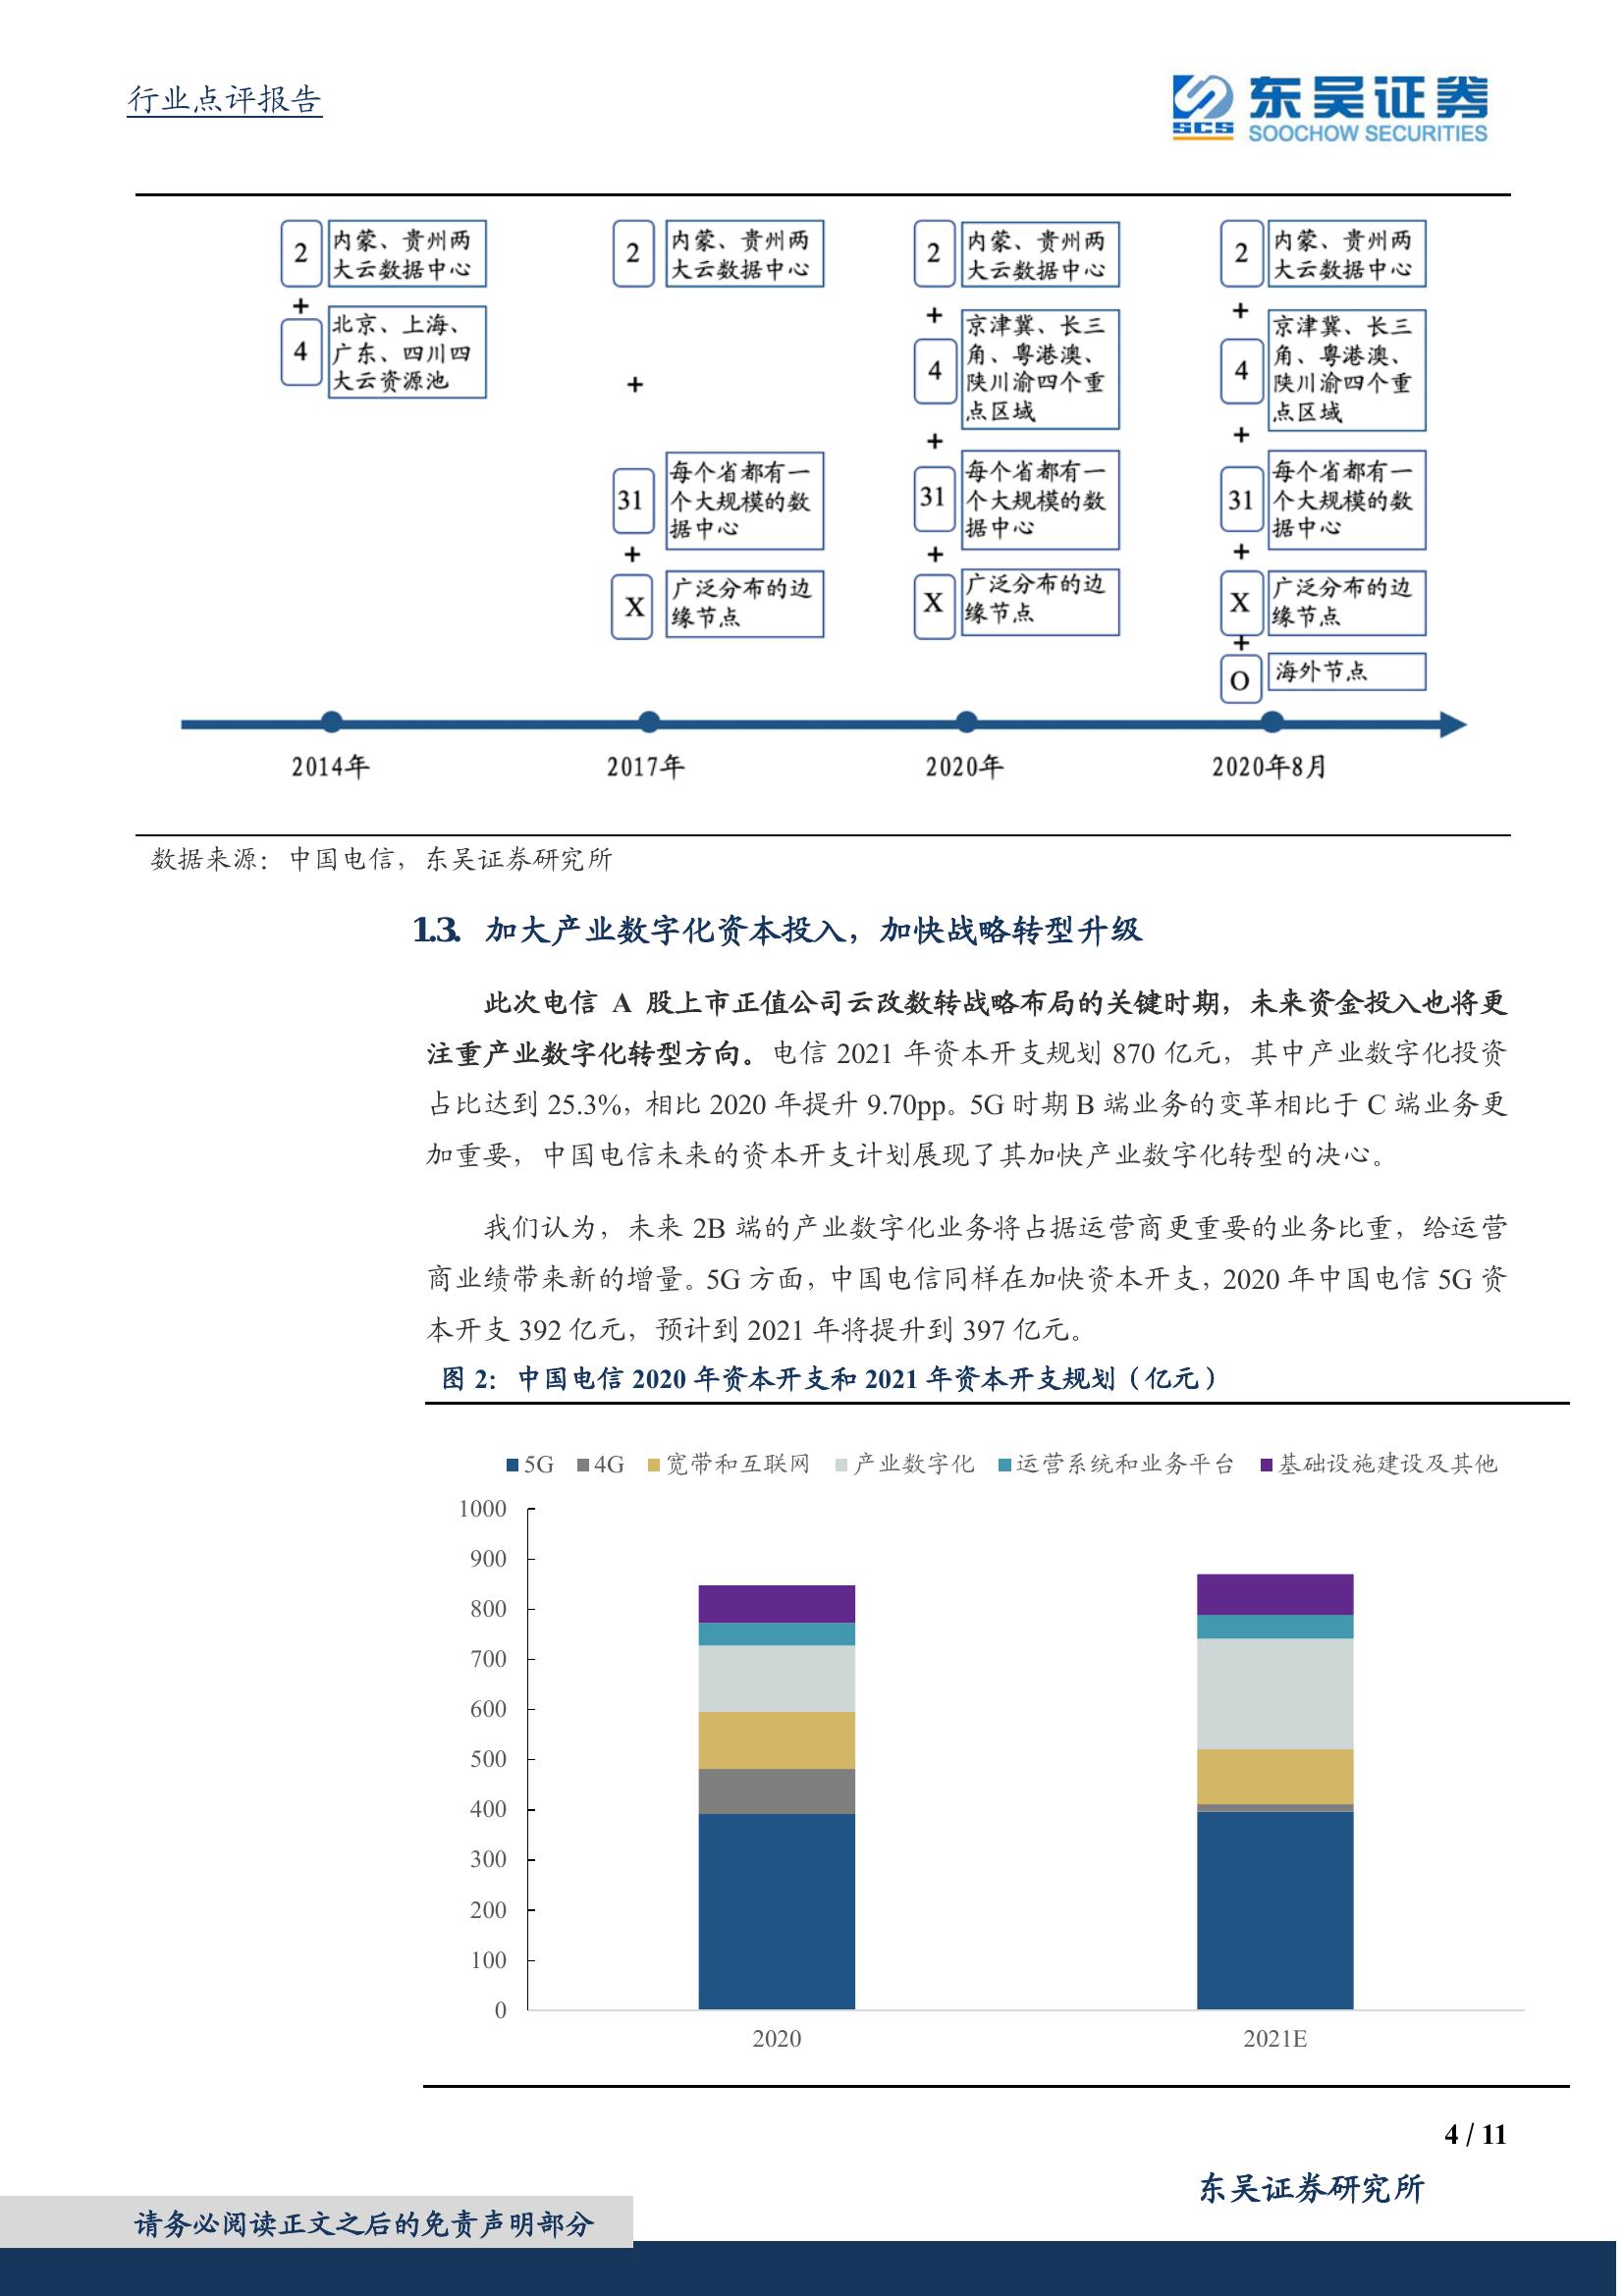 行业点评报告
东吴证券
SCS
SOOCHOW SECURITIES
2
内蒙、贵州两
大云数据中心
+
4
北京、上海、
广东、四川四
大云资源池
2
内蒙、贵州两
大云数据中心
+
31
每个省都有一
个大规模的数
据中心
+
X
广泛分布的边
缘节点
2
内蒙、贵州两
大云数据中心
+
4
京津冀、长三
角、粤港澳、
陕川渝四个重
点区域
+
31
每个省都有一
个大规模的数
据中心
+
X
广泛分布的边
缘节点
2
内蒙、贵州两
大云数据中心
+
4
京津冀、长三
角、粤港澳、
陕川渝四个重
点区域
+
31
每个省都有一
个大规模的数
据中心
+
X
广泛分布的边
缘节点
+
O
海外节点
2014年
2017年
2020年
2020年8月
数据来源：中国电信，东吴证券研究所
1.3. 加大产业数字化资本投入，加快战略转型升级
此次电信 A 股上市正值公司云改数转战略布局的关键时期，未来资金投入也将更
注重产业数字化转型方向。电信 2021 年资本开支规划 870 亿元，其中产业数字化投资
占比达到 25.3%，相比 2020 年提升 9.70pp。5G 时期 B 端业务的变革相比于 C 端业务更
加重要，中国电信未来的资本开支计划展现了其加快产业数字化转型的决心。
我们认为，未来 2B 端的产业数字化业务将占据运营商更重要的业务比重，给运营
商业绩带来新的增量。5G 方面，中国电信同样在加快资本开支，2020 年中国电信 5G 资
本开支 392 亿元，预计到 2021 年将提升到 397 亿元。
图 2：中国电信 2020 年资本开支和 2021 年资本开支规划（亿元）
5G 4G 宽带和互联网 产业数字化 运营系统和业务平台 基础设施建设及其他
1000
900
800
700
600
500
400
300
200
100
0
2020
2021E
4 / 11
东吴证券研究所
请务必阅读正文之后的免责声明部分